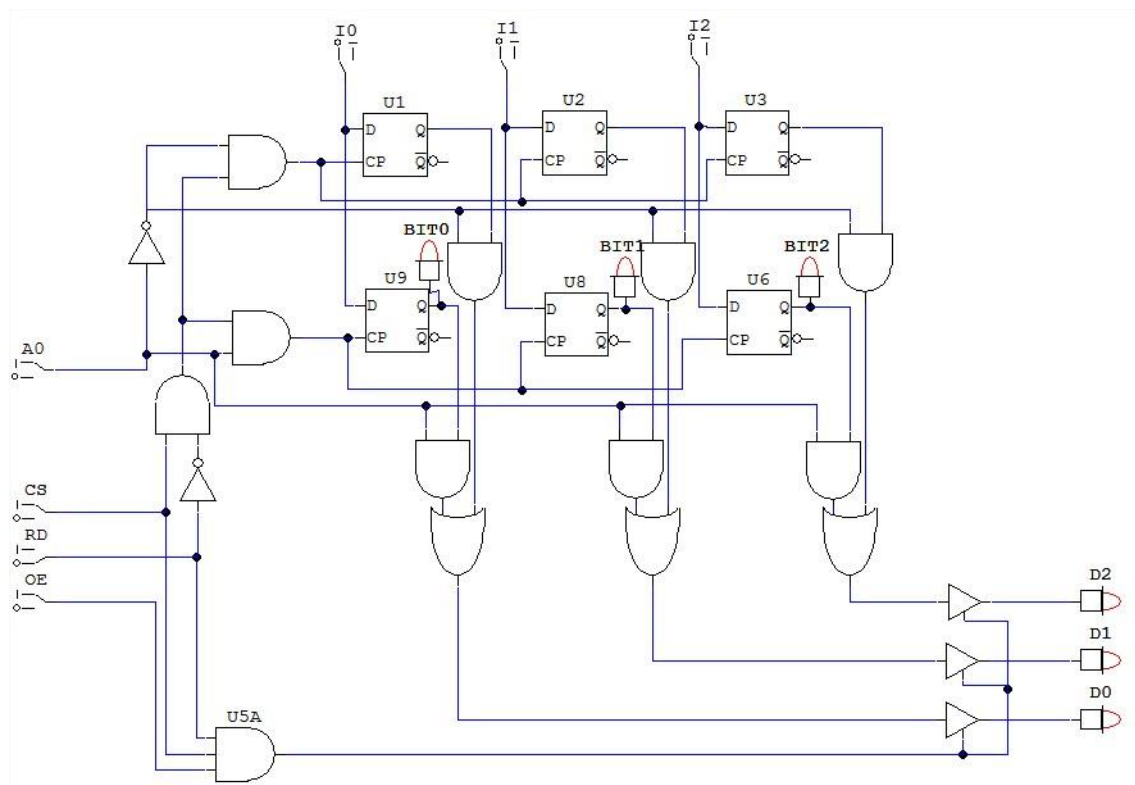 I0 I1 I2
U1 U2 U3
D Q D Q D Q
CP Q CP Q CP Q
BIT0 BIT1 BIT2
U9 U8 U6
D Q D Q D Q
CP Q CP Q CP Q
A0
CS
RD
OE
D2
D1
D0
U5A